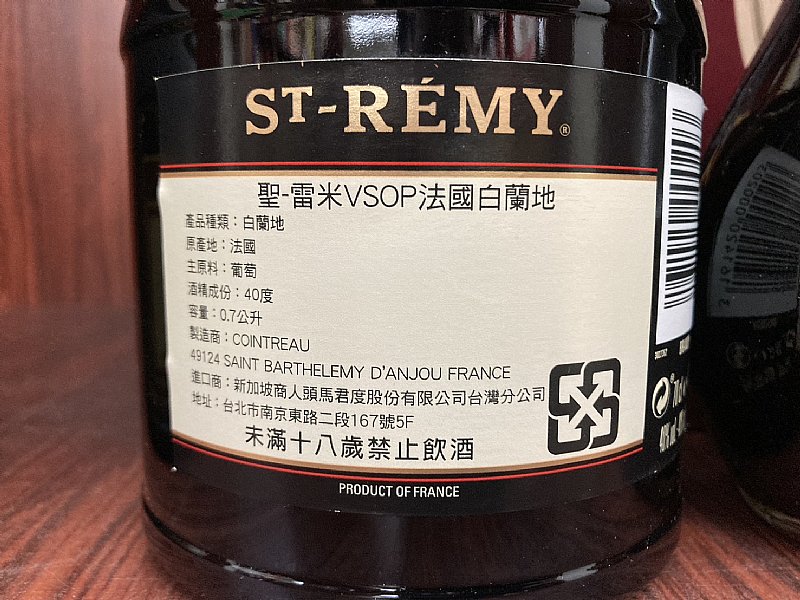 ST-RÉMY®
聖-雷米VSOP法國白蘭地
產品種類：白蘭地
原產地：法國
主原料：葡萄
酒精成份：40度
容量：0.7公升
製造商：COINTREAU
49124 SAINT BARTHELEMY D'ANJOU FRANCE
進口商：新加坡商人頭馬君度股份有限公司台灣分公司
地址：台北市南京東路二段167號5F
未滿十八歲禁止飲酒
PRODUCT OF FRANCE